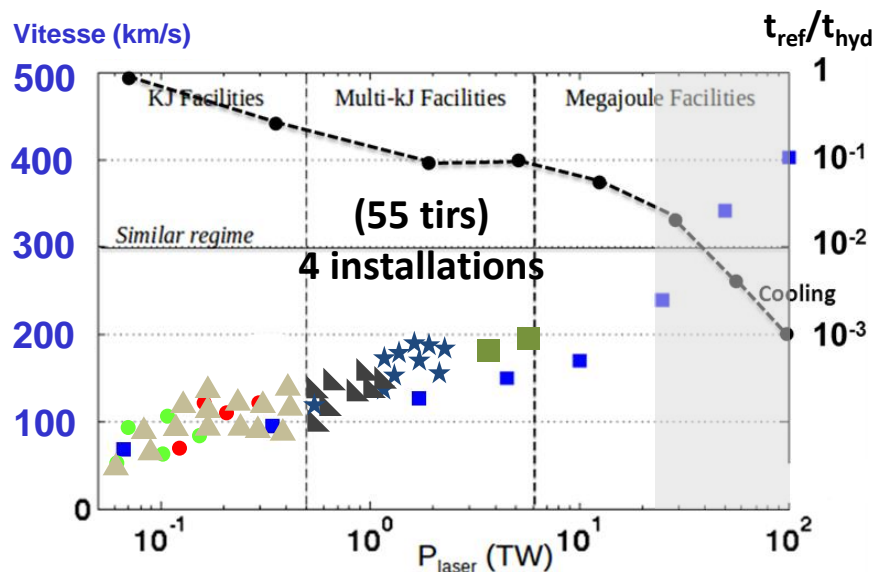 Vitesse (km/s)
t_ref/t_hyd
500
1
KJ Facilities
Multi-kJ Facilities
Megajoule Facilities
400
10^-1
(55 tirs)
Similar regime
300
10^-2
4 installations
Cooling
200
10^-3
100
0
10^-1
10^0
10^1
10^2
P_laser (TW)